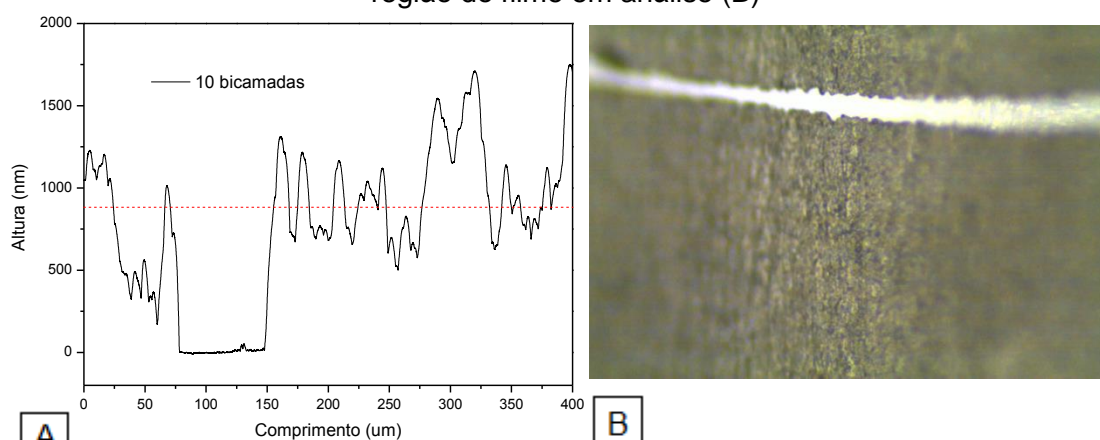 região do filme em análise (B)
2000
1500
1000
500
0
Altura (nm)
10 bicamadas
0 50 100 150 200 250 300 350 400
Comprimento (um)
A
B